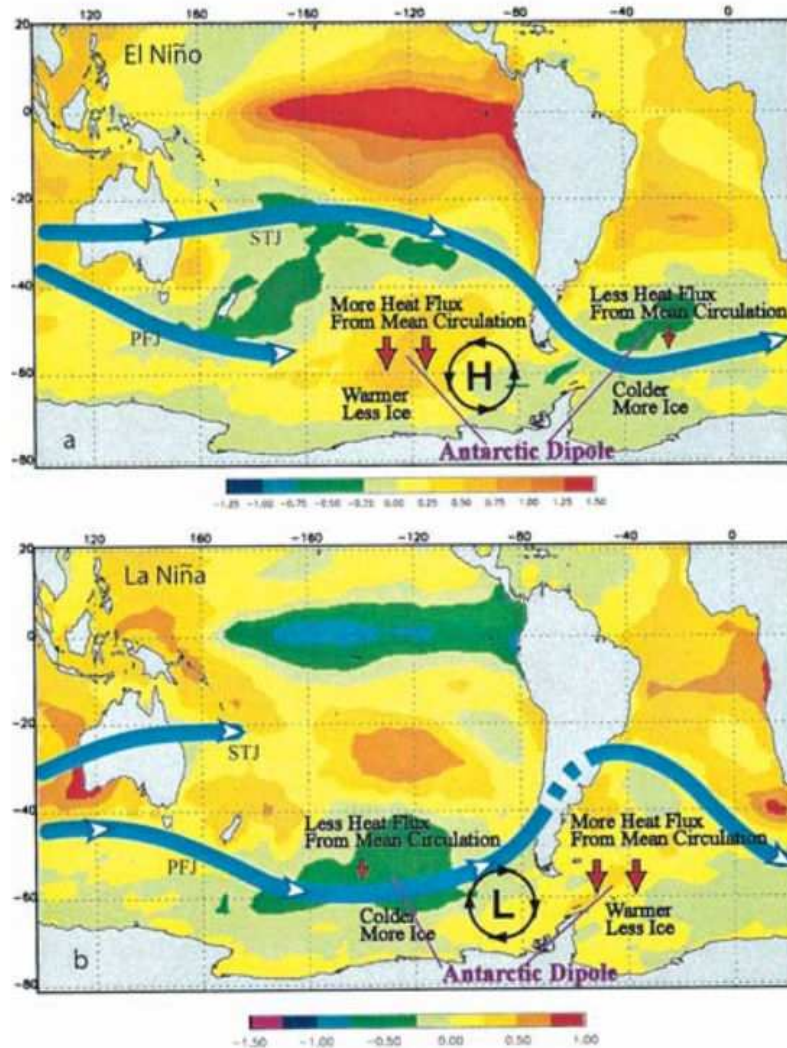 120
160
-160
-120
-80
-40
0
El Niño
20
0
-20
-40
-60
-80
STJ
PFJ
More Heat Flux
From Mean Circulation
Less Heat Flux
From Mean Circulation
H
Warmer
Less Ice
Colder
More Ice
Antarctic Dipole
a
-1.25 -1.00 -0.75 -0.50 -0.25 0.00 0.25 0.50 0.75 1.00 1.25 1.50
20
120
160
-160
-120
-80
-40
0
La Niña
0
-20
-40
-60
-80
STJ
PFJ
Less Heat Flux
From Mean Circulation
More Heat Flux
From Mean Circulation
L
Colder
More Ice
Warmer
Less Ice
Antarctic Dipole
b
-1.50 -1.00 -0.50 0.00 0.50 1.00